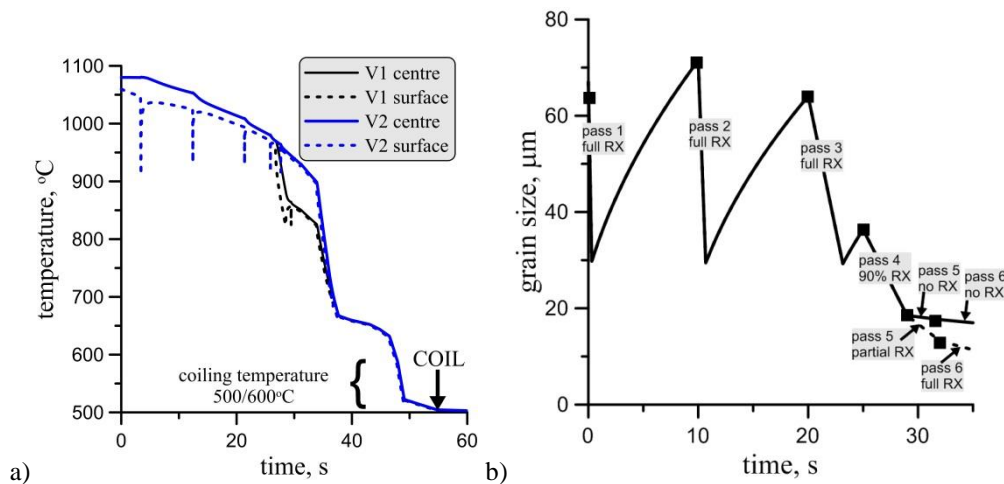 1100
1000
900
800
700
600
500
0
20
40
60
temperature, °C
time, s
V1 centre
V1 surface
V2 centre
V2 surface
coiling temperature
500/600°C
{
COIL
a)
80
60
40
20
0
0
10
20
30
grain size, µm
time, s
pass 1
full RX
pass 2
full RX
pass 3
full RX
pass 4
90% RX
pass 5
no RX
pass 6
no RX
pass 5
partial RX
pass 6
full RX
b)